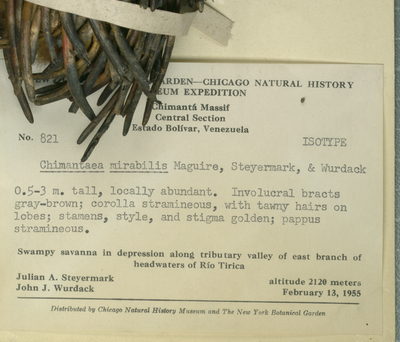 ARDEN—CHICAGO NATURAL HISTORY
EUM EXPEDITION
Chimantá Massif
Central Section
Estado Bolívar, Venezuela
No. 821
ISOTYPE
Chimantaea mirabilis Maguire, Steyermark, & Wurdack
0.5-3 m. tall, locally abundant. Involucral bracts
gray-brown; corolla stramineous, with tawny hairs on
lobes; stamens, style, and stigma golden; pappus
stramineous.
Swampy savanna in depression along tributary valley of east branch of
headwaters of Río Tirica
Julian A. Steyermark
altitude 2120 meters
John J. Wurdack
February 13, 1955
Distributed by Chicago Natural History Museum and The New York Botanical Garden